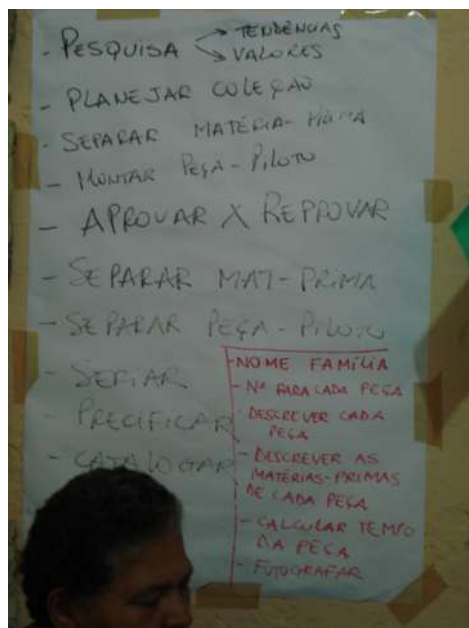 - PESQUISA → TENDÊNCIAS
→ VALORES
- PLANEJAR COLEÇÃO
- SEPARAR MATÉRIA-PRIMA
- MONTAR PEÇA-PILOTO
- APROVAR X REPROVAR
- SEPARAR MAT-PRIMA
- SEPARAR PEÇA-PILOTO
- SERIAR
- PRECIFICAR
- CATALOGAR
- NOME FAMÍLIA
- Nº PARA CADA PEÇA
- DESCREVER CADA
PEÇA
- DESCREVER AS
MATÉRIAS-PRIMAS
DE CADA PEÇA
- CALCULAR TEMPO
DA PEÇA
- FOTOGRAFAR